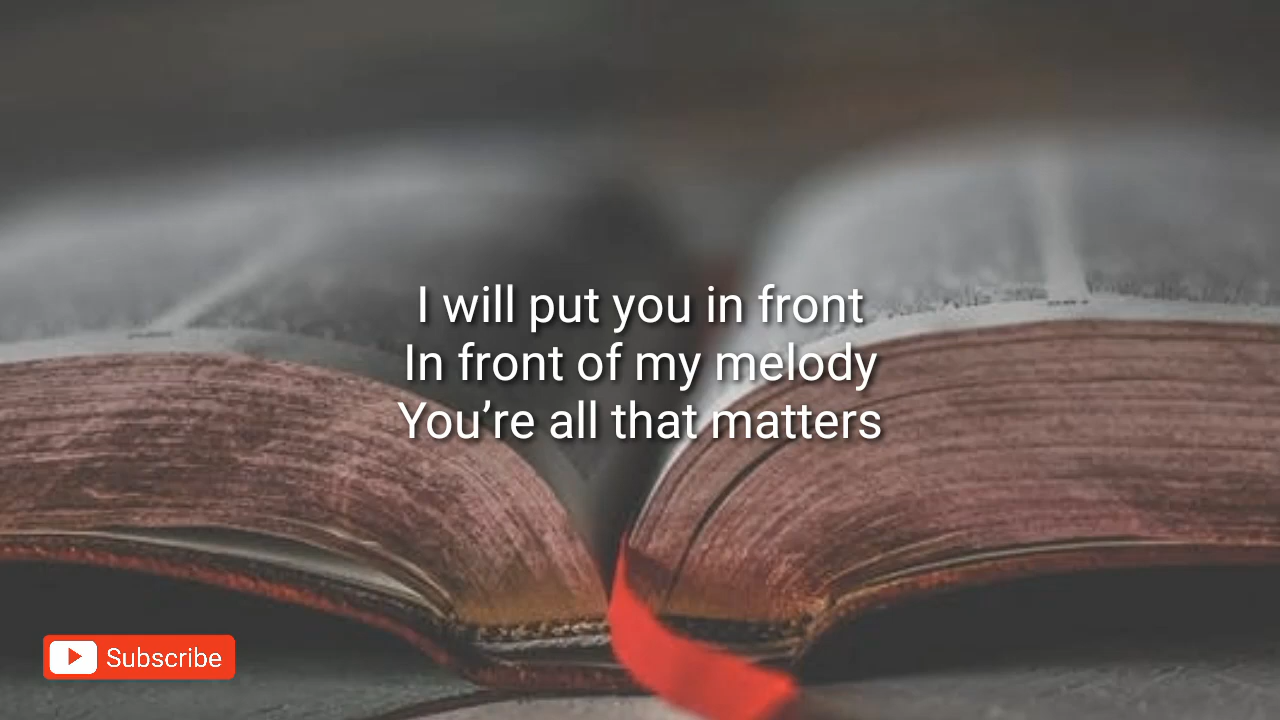 I will put you in front
In front of my melody
You’re all that matters
Subscribe